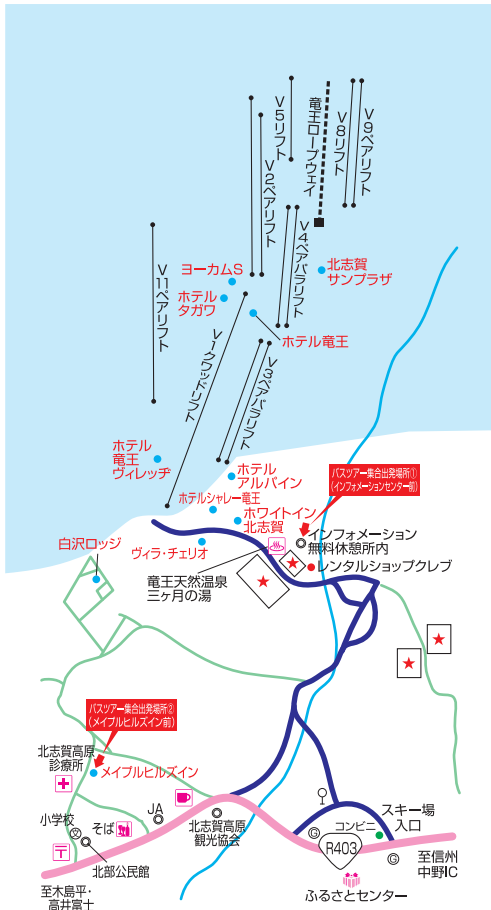 V5リフト
竜王ロープウェイ
V8リフト
V9ペアリフト
V2ペアリフト
V4ペアパラリフト
V11ペアリフト
ヨーカムS
ホテル
タガワ
北志賀
サンプラザ
ホテル竜王
V1クワッドリフト
V3ペアパラリフト
ホテル
竜王
ヴィレッヂ
ホテル
アルパイン
バスツアー集合出発場所①
(インフォメーションセンター前)
ホテルシャレー竜王
ホワイトイン
北志賀
白沢ロッジ
ヴィラ・チェリオ
インフォメーション
無料休憩所内
レンタルショップクレブ
竜王天然温泉
三ヶ月の湯
バスツアー集合出発場所②
(メイプルヒルズイン前)
北志賀高原
診療所
メイプルヒルズイン
小学校
文
そば
JA
北志賀高原
観光協会
スキー場
入口
コンビニ
G
G
R403
〒
北部公民館
至信州
中野IC
至木島平・
高井富士
ふるさとセンター